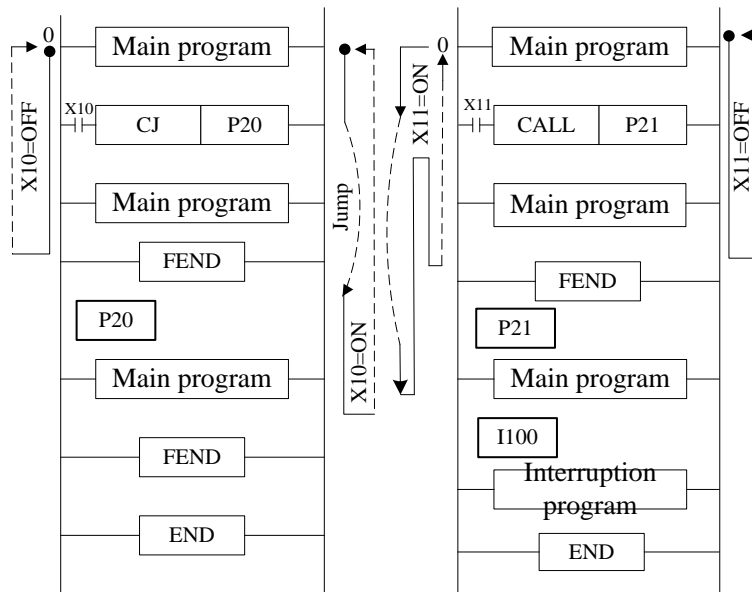 0
Main program
X10
CJ
P20
X10=OFF
Main program
FEND
P20
Main program
FEND
END
Jump
X10=ON
0
X11=ON
Main program
X11
CALL
P21
Main program
FEND
P21
Main program
I100
Interruption
program
END
X11=OFF